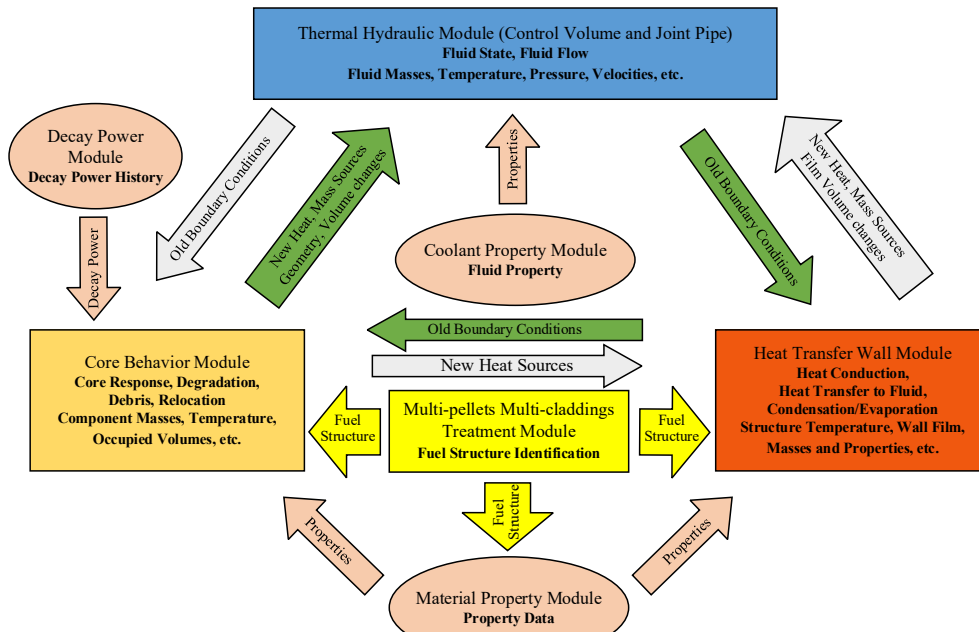 Thermal Hydraulic Module (Control Volume and Joint Pipe)
Fluid State, Fluid Flow
Fluid Masses, Temperature, Pressure, Velocities, etc.
Decay Power
Module
Decay Power History
Old Boundary Conditions
New Heat, Mass Sources
Geometry, Volume changes
Properties
Old Boundary Conditions
New Heat, Mass Sources
Film Volume changes
Decay Power
Coolant Property Module
Fluid Property
Old Boundary Conditions
New Heat Sources
Core Behavior Module
Core Response, Degradation,
Debris, Relocation
Component Masses, Temperature,
Occupied Volumes, etc.
Fuel
Structure
Multi-pellets Multi-claddings
Treatment Module
Fuel Structure Identification
Fuel
Structure
Heat Transfer Wall Module
Heat Conduction,
Heat Transfer to Fluid,
Condensation/Evaporation
Structure Temperature, Wall Film,
Masses and Properties, etc.
Properties
Fuel
Structure
Properties
Material Property Module
Property Data